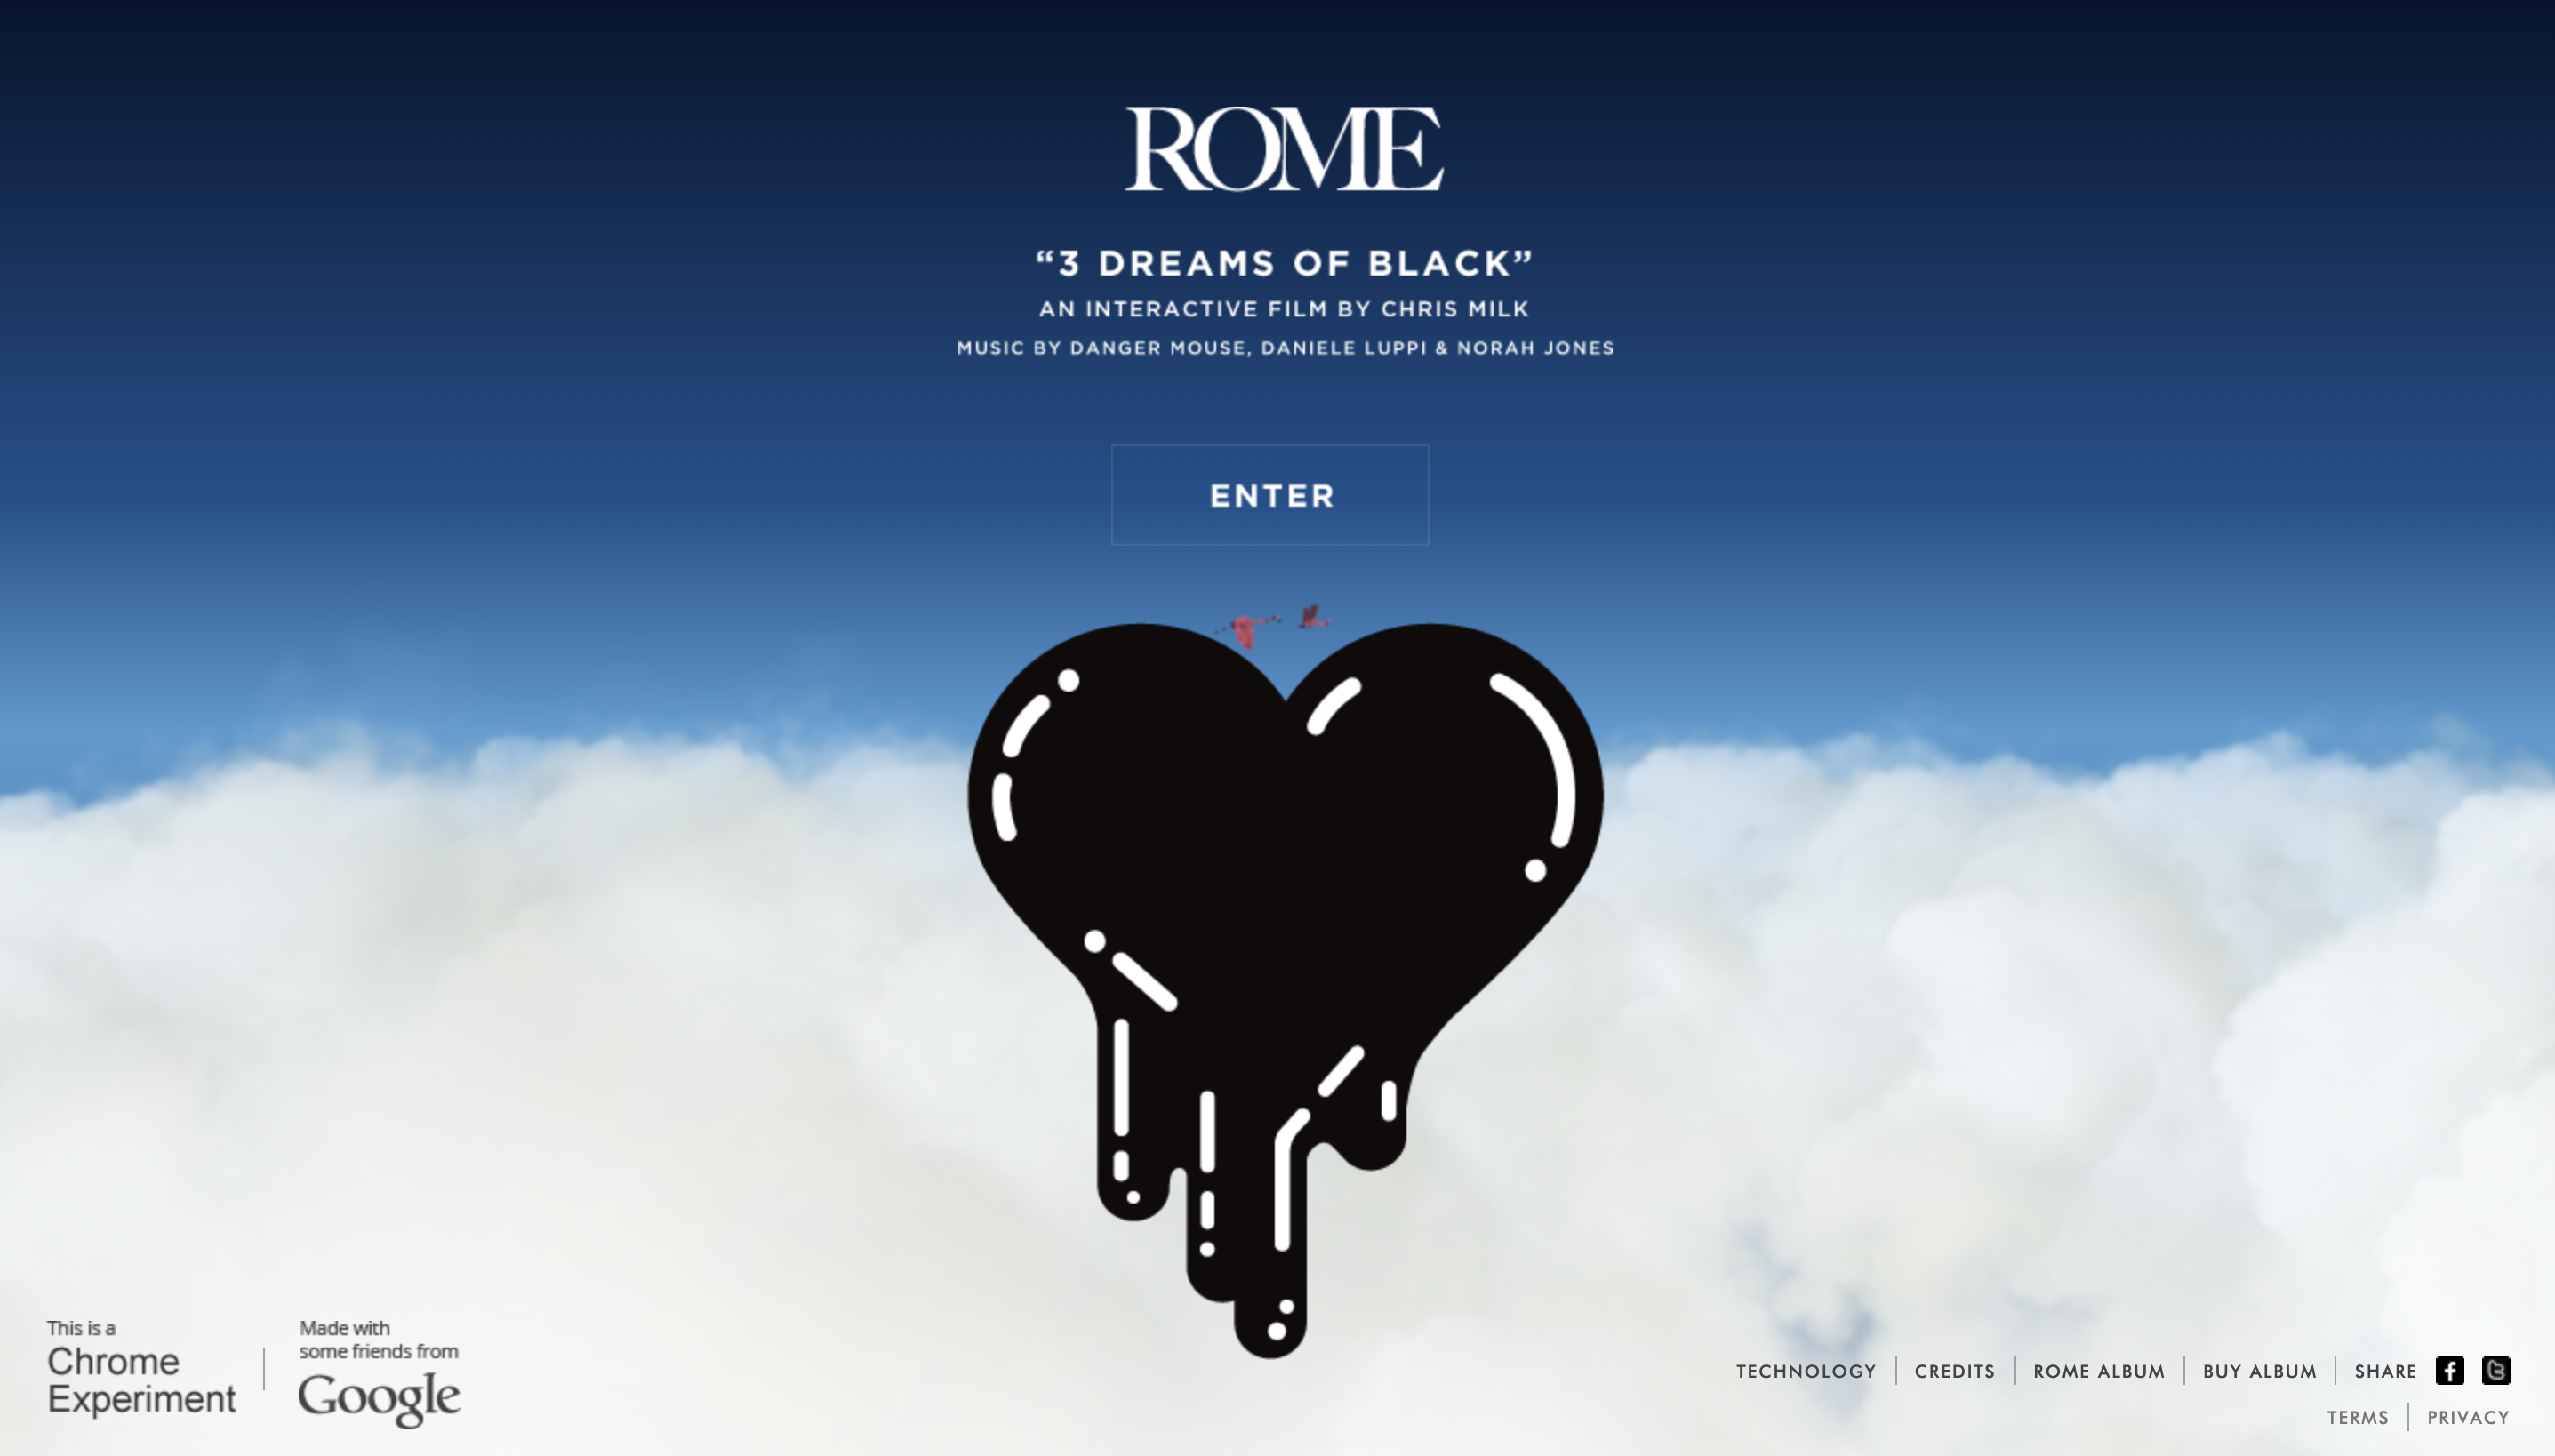 ROME
“3 DREAMS OF BLACK”
AN INTERACTIVE FILM BY CHRIS MILK
MUSIC BY DANGER MOUSE, DANIELE LUPPI & NORAH JONES
ENTER
This is a
Chrome
Experiment
Made with
some friends from
Google
TECHNOLOGY CREDITS ROME ALBUM BUY ALBUM SHARE
TERMS PRIVACY